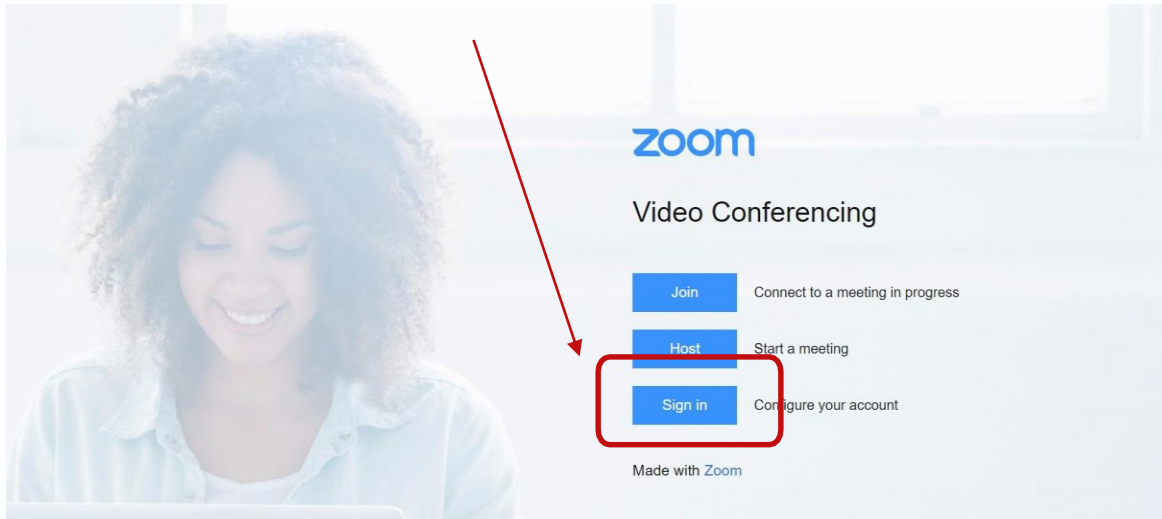 zoom
Video Conferencing
Join Connect to a meeting in progress
Host Start a meeting
Sign in Configure your account
Made with Zoom